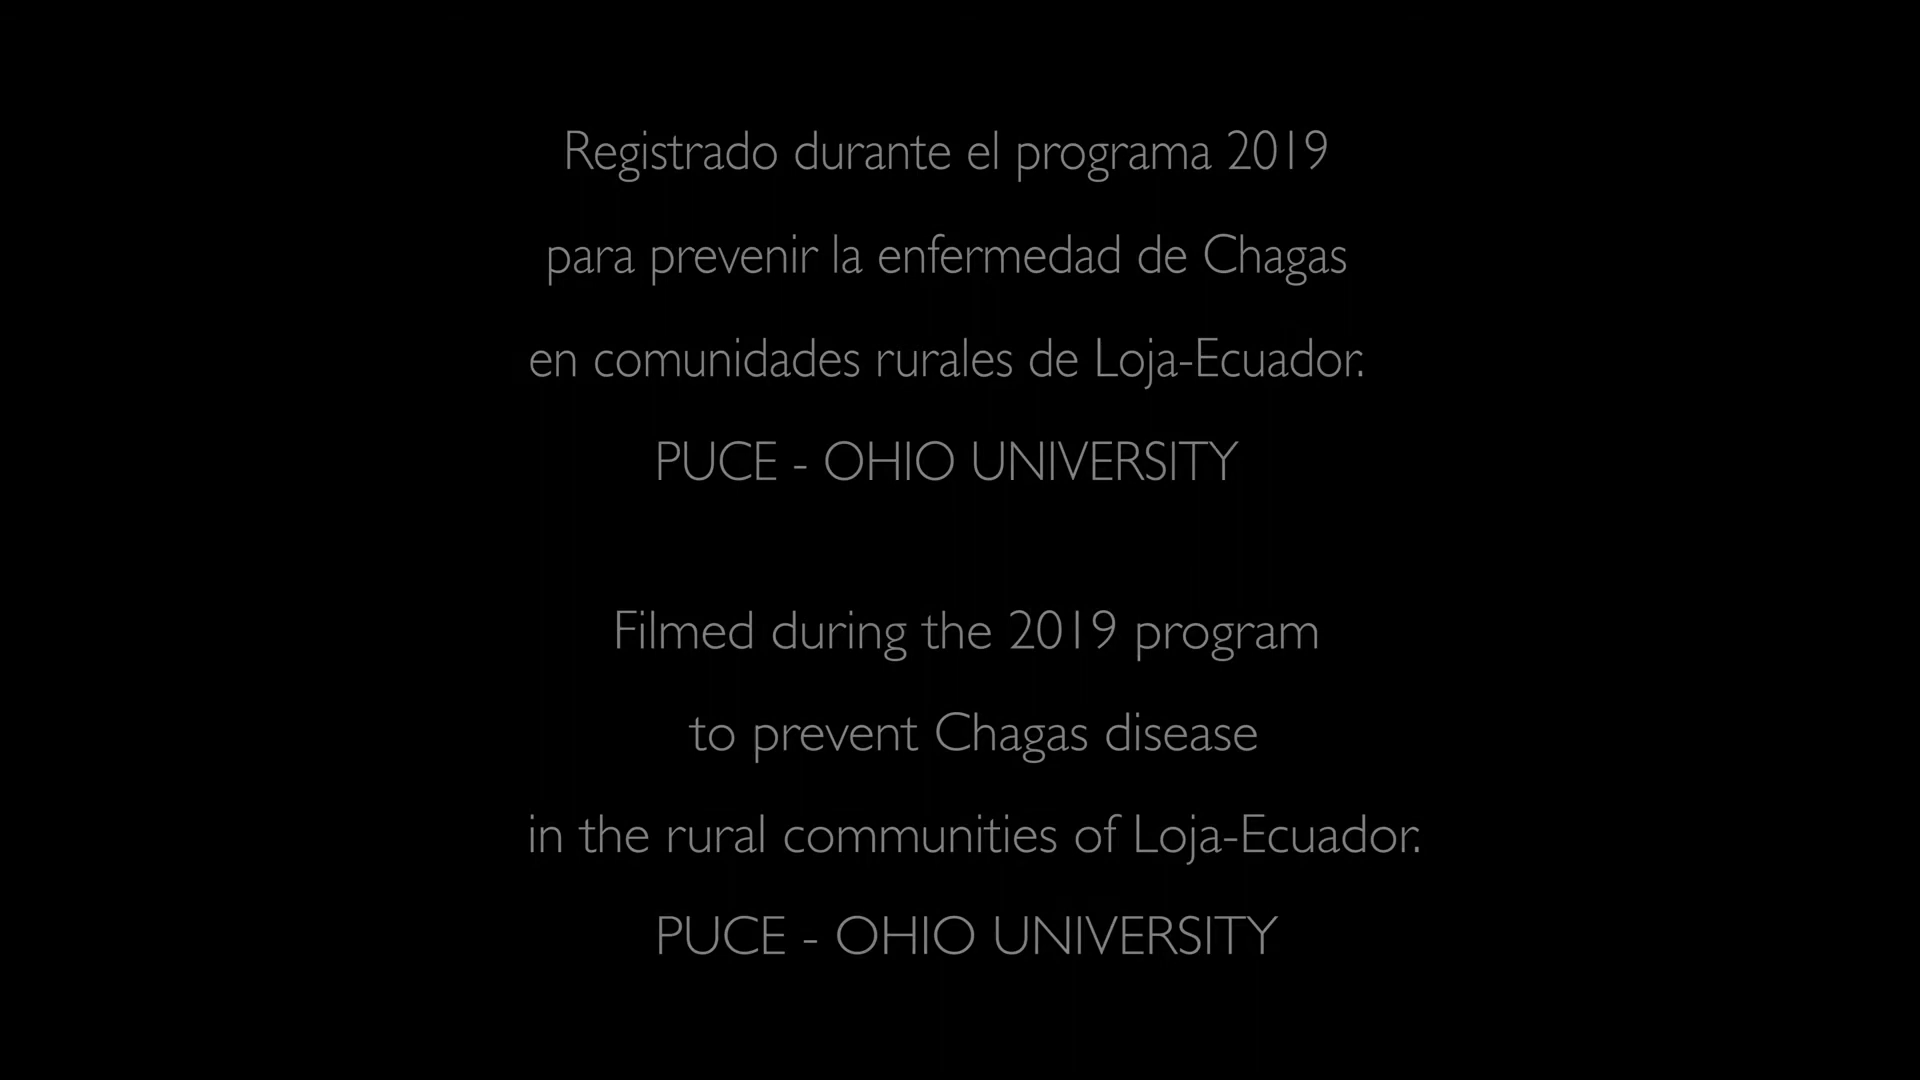 Registrado durante el programa 2019
para prevenir la enfermedad de Chagas
en comunidades rurales de Loja-Ecuador.
PUCE - OHIO UNIVERSITY
Filmed during the 2019 program
to prevent Chagas disease
in the rural communities of Loja-Ecuador.
PUCE - OHIO UNIVERSITY